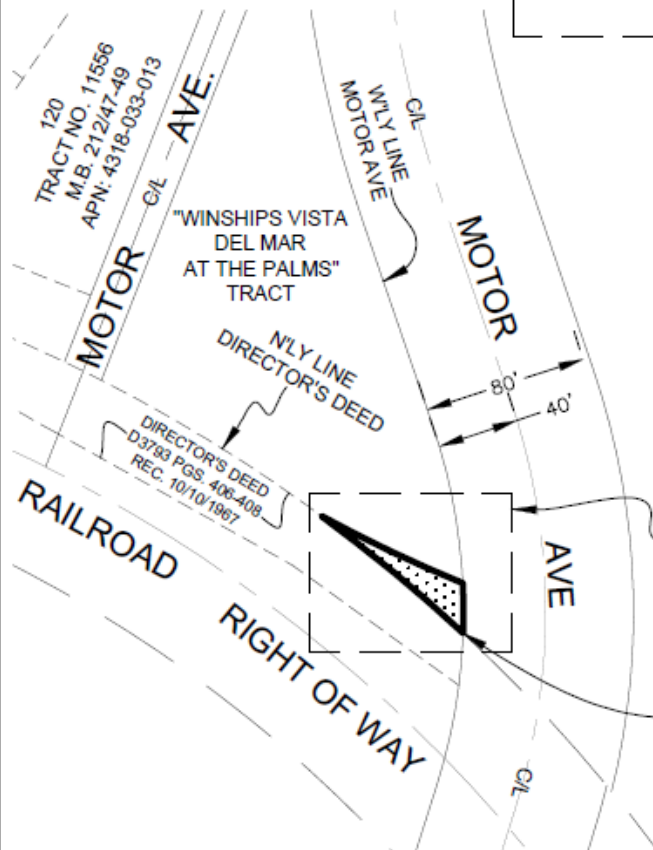 120
TRACT NO. 11556
M.B. 212/47-49
APN: 4318-033-013
C/L
MOTOR AVE.
"WINSHIPS VISTA
DEL MAR
AT THE PALMS"
TRACT
W'LY LINE
MOTOR AVE
C/L
MOTOR
80'
40'
N'LY LINE
DIRECTOR'S DEED
DIRECTOR'S DEED
D3793 PGS. 406-408
REC. 10/10/1967
RAILROAD
RIGHT OF WAY
AVE
C/L